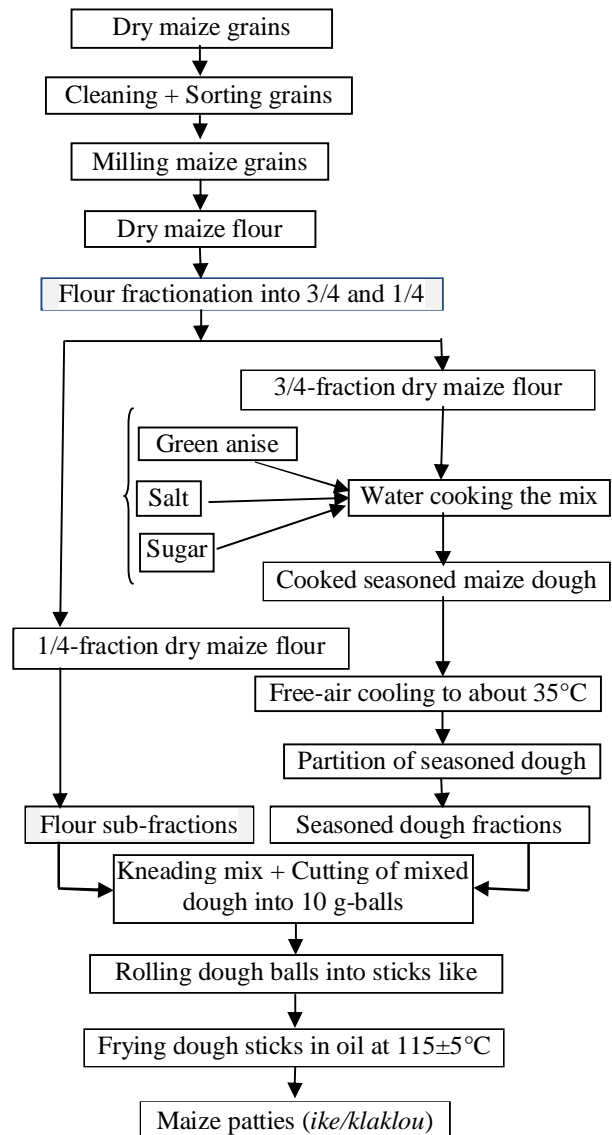 Dry maize grains
Cleaning + Sorting grains
Milling maize grains
Dry maize flour
Flour fractionation into 3/4 and 1/4
3/4-fraction dry maize flour
Green anise
Salt
Sugar
Water cooking the mix
Cooked seasoned maize dough
1/4-fraction dry maize flour
Free-air cooling to about 35°C
Partition of seasoned dough
Flour sub-fractions
Seasoned dough fractions
Kneading mix + Cutting of mixed
dough into 10 g-balls
Rolling dough balls into sticks like
Frying dough sticks in oil at 115±5°C
Maize patties (ike/klaklou)